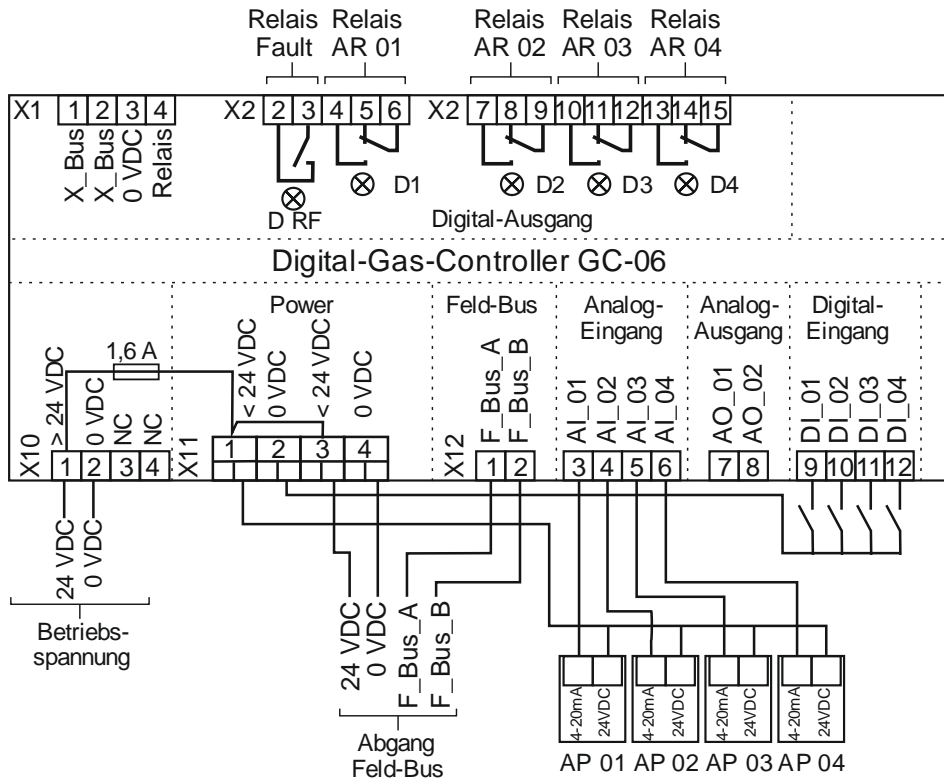 Relais Relais Relais Relais Relais
Fault AR 01 AR 02 AR 03 AR 04
X1 1 2 3 4 X2 2 3 4 5 6 X2 7 8 9 10 11 12 13 14 15
X_Bus
X_Bus
0 VDC
Relais
D RF
D1
D2
D3
D4
Digital-Ausgang
Digital-Gas-Controller GC-06
Power
Feld-Bus
Analog-
Eingang
Analog-
Ausgang
Digital-
Eingang
1,6 A
> 24 VDC
0 VDC
NC
NC
< 24 VDC
0 VDC
< 24 VDC
0 VDC
F_Bus_A
F_Bus_B
AI_01
AI_02
AI_03
AI_04
AO_01
AO_02
DI_01
DI_02
DI_03
DI_04
X10 1 2 3 4 X11 1 2 3 4 X12 1 2 3 4 5 6 7 8 9 10 11 12
24 VDC
0 VDC
Betriebs-
spannung
24 VDC
0 VDC
F_Bus_A
F_Bus_B
Abgang
Feld-Bus
4-20mA
24VDC
4-20mA
24VDC
4-20mA
24VDC
4-20mA
24VDC
AP 01 AP 02 AP 03 AP 04